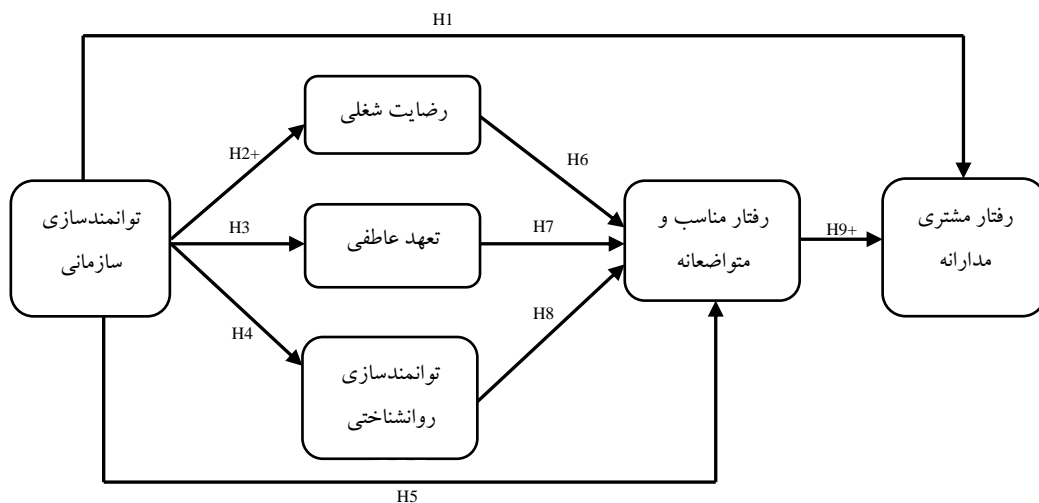 H1
رضایت شغلی
H2+
H6
توانمندسازی
سازمانی
H3
تعهد عاطفی
H7
رفتار مناسب و
متواضعانه
H9+
رفتار مشتری
مدارانه
H4
H8
توانمندسازی
روانشناختی
H5